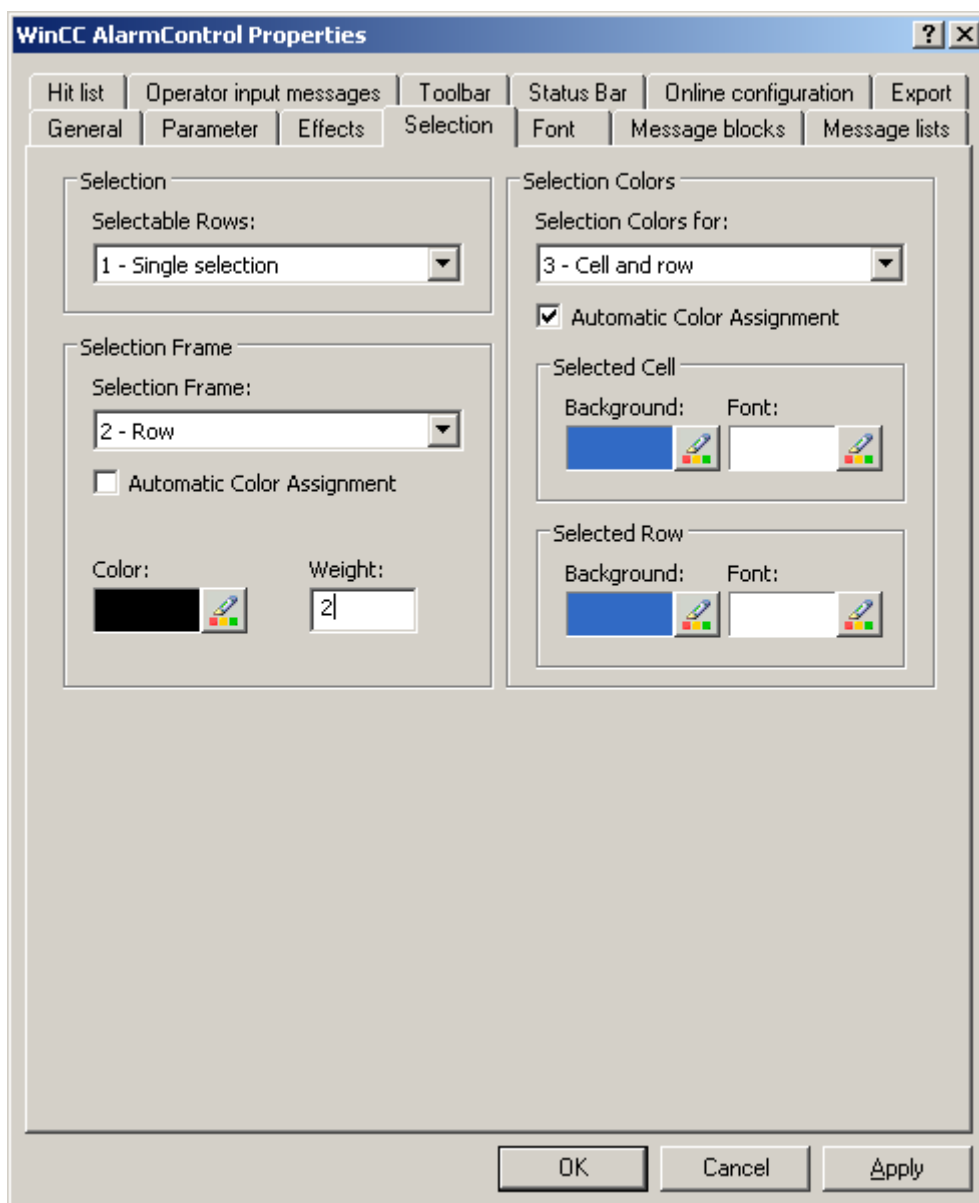 WinCC AlarmControl Properties
Hit list Operator input messages Toolbar Status Bar Online configuration Export
General Parameter Effects Selection Font Message blocks Message lists
Selection
Selectable Rows:
1 - Single selection
Selection Frame
Selection Frame:
2 - Row
Automatic Color Assignment
Color: Weight:
2
Selection Colors
Selection Colors for:
3 - Cell and row
Automatic Color Assignment
Selected Cell
Background: Font:
Selected Row
Background: Font:
OK Cancel Apply